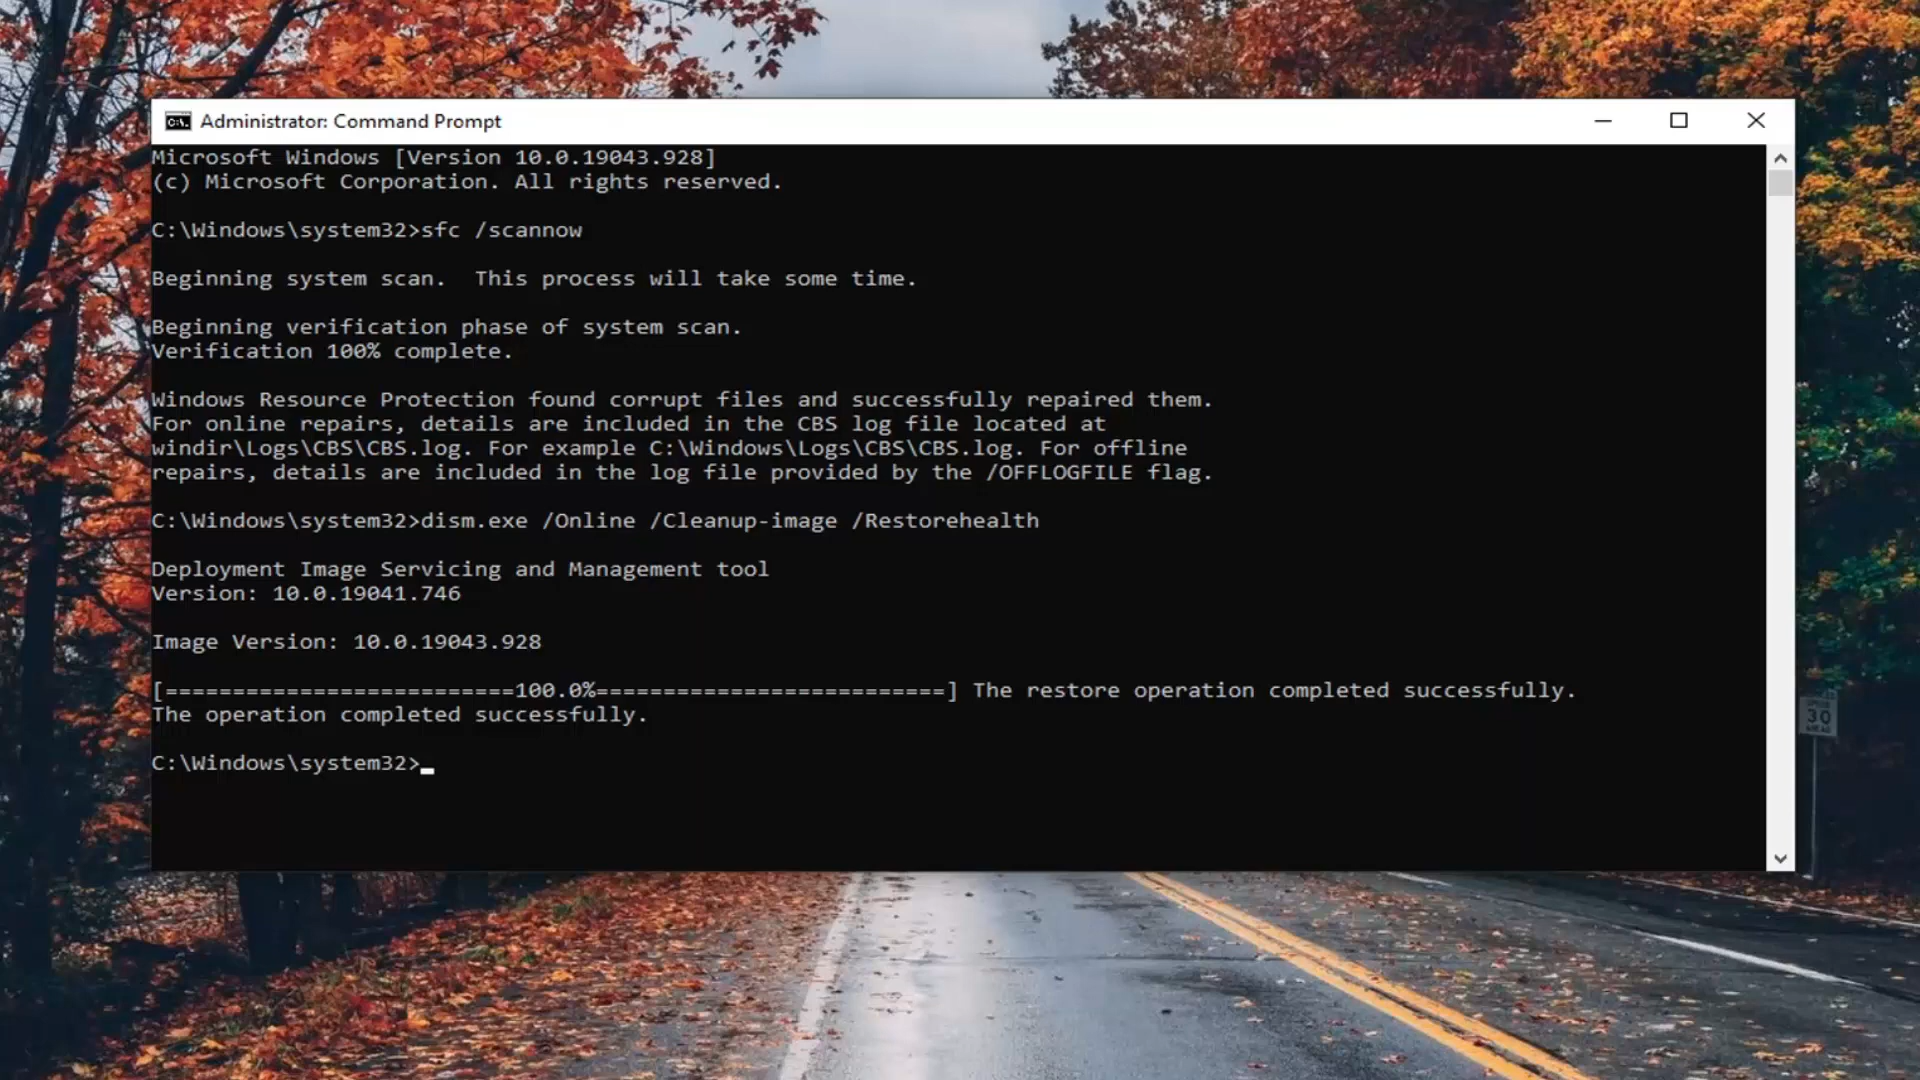 Administrator: Command Prompt
Microsoft Windows [Version 10.0.19043.928]
(c) Microsoft Corporation. All rights reserved.
C:\Windows\system32>sfc /scannow
Beginning system scan.  This process will take some time.
Beginning verification phase of system scan.
Verification 100% complete.
Windows Resource Protection found corrupt files and successfully repaired them.
For online repairs, details are included in the CBS log file located at
windir\Logs\CBS\CBS.log. For example C:\Windows\Logs\CBS\CBS.log. For offline
repairs, details are included in the log file provided by the /OFFLOGFILE flag.
C:\Windows\system32>dism.exe /Online /Cleanup-image /Restorehealth
Deployment Image Servicing and Management tool
Version: 10.0.19041.746
Image Version: 10.0.19043.928
[==========================100.0%==========================] The restore operation completed successfully.
The operation completed successfully.
C:\Windows\system32>
SPEED
30
AHEAD